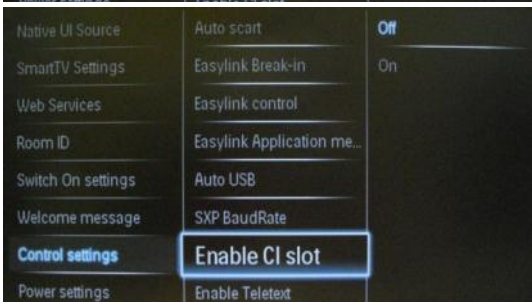 Native UI Source
SmartTV Settings
Web Services
Room ID
Switch On settings
Welcome message
Control settings
Power settings
Auto scart
Easylink Break-in
Easylink control
Easylink Application me...
Auto USB
SXP BaudRate
Enable CI slot
Enable Teletext
Off
On